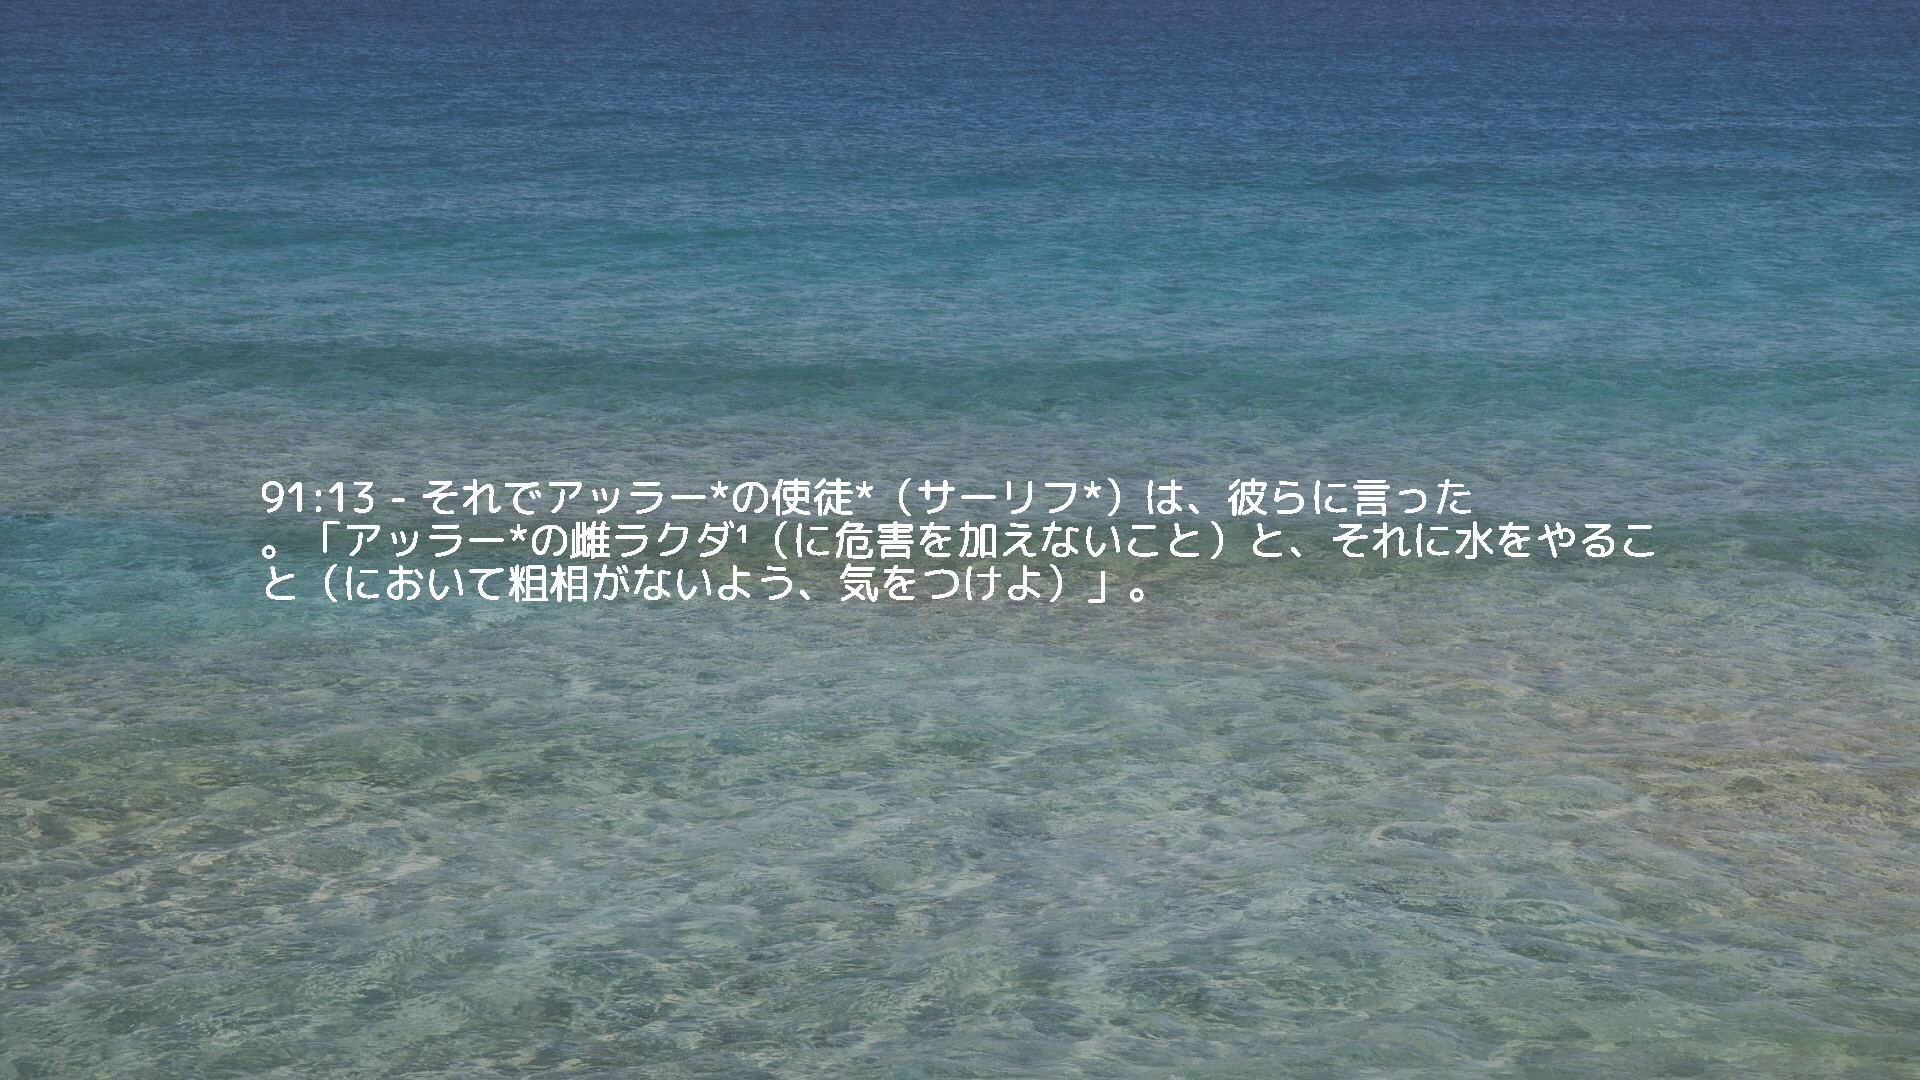 91:13 - それでアッラー*の使徒*（サーリフ*）は、彼らに言った
。「アッラー*の雌ラクダ¹（に危害を加えないこと）と、それに水をやるこ
と（において粗相がないよう、気をつけよ）」。